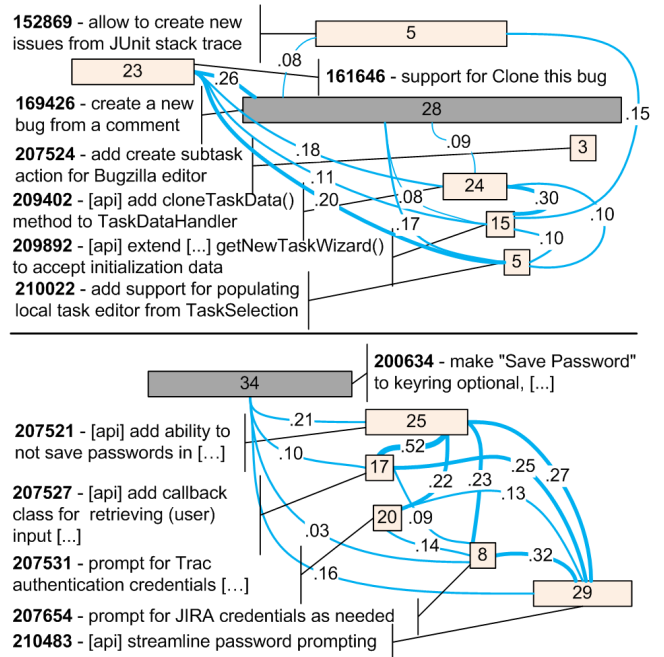 152869 - allow to create new
issues from JUnit stack trace
5
23
.08
.26
161646 - support for Clone this bug
169426 - create a new
bug from a comment
28
.15
207524 - add create subtask
action for Bugzilla editor
.18
.09
3
.11
24
209402 - [api] add cloneTaskData()
method to TaskDataHandler
.20
.08
.30
.17
15
.10
209892 - [api] extend [...] getNewTaskWizard()
to accept initialization data
.10
5
210022 - add support for populating
local task editor from TaskSelection
200634 - make "Save Password"
to keyring optional, [...]
34
.21
25
207521 - [api] add ability to
not save passwords in [...]
.52
.10
17
.25
.27
207527 - [api] add callback
class for retrieving (user)
input [...]
.22
.23
.13
20
.09
.03
.14
8
.32
207531 - prompt for Trac
authentication credentials [...]
.16
29
207654 - prompt for JIRA credentials as needed
210483 - [api] streamline password prompting